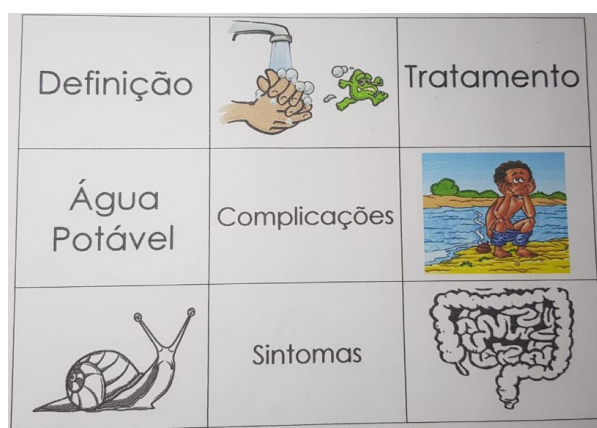 Definição
Tratamento
Água
Potável
Complicações
Sintomas